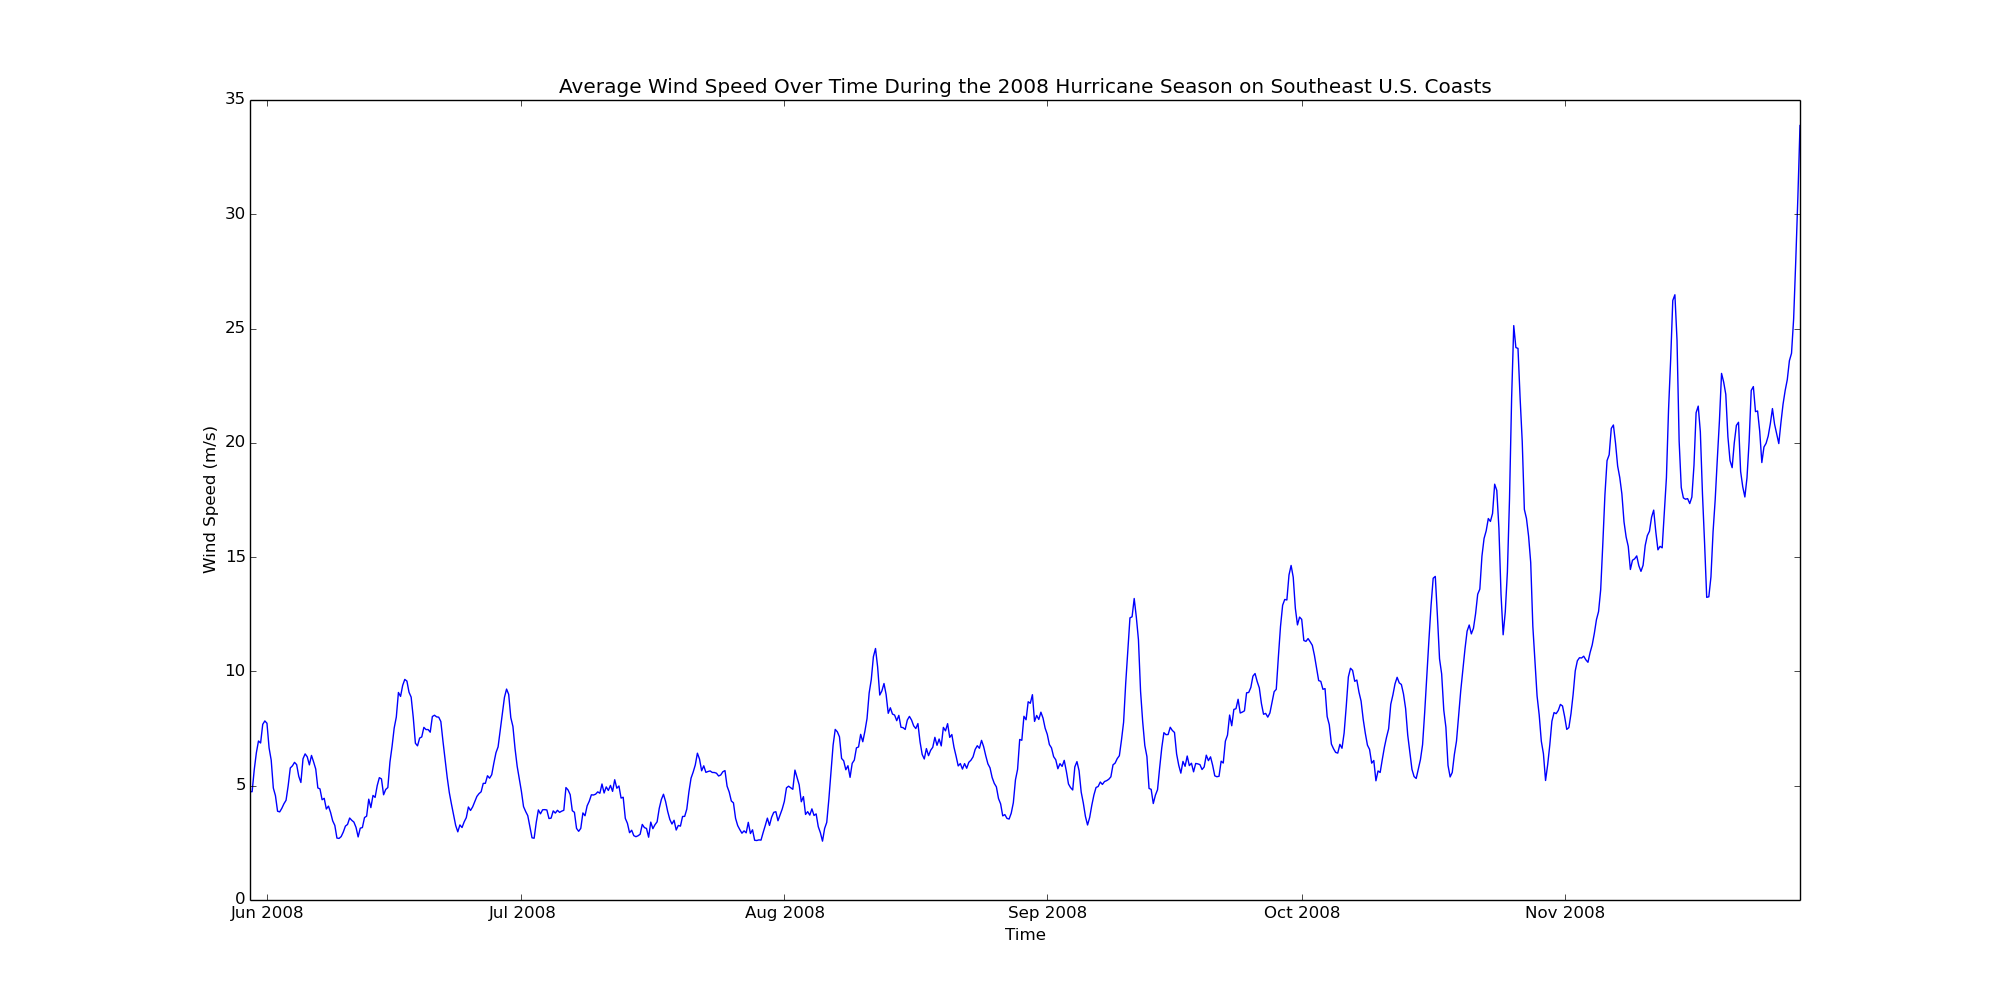 Average Wind Speed Over Time During the 2008 Hurricane Season on Southeast U.S. Coasts
35
30
25
20
15
10
5
0
Wind Speed (m/s)
Jun 2008 Jul 2008 Aug 2008 Sep 2008 Oct 2008 Nov 2008
Time